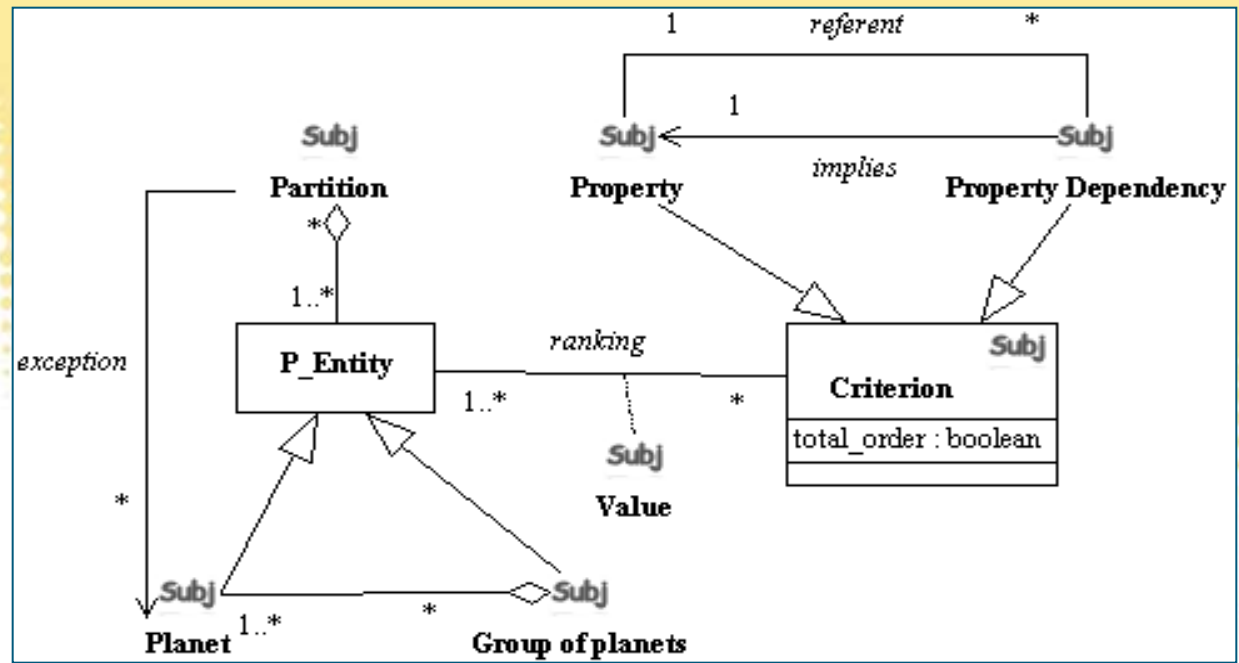 1 referent *
Subj Subj 1 Subj
implies
Partition Property Property Dependency
*
1..*
exception
P_Entity
ranking
1..* *
Subj
Criterion
total_order : boolean
Subj
Value
*
Subj 1..* * Subj
Planet Group of planets